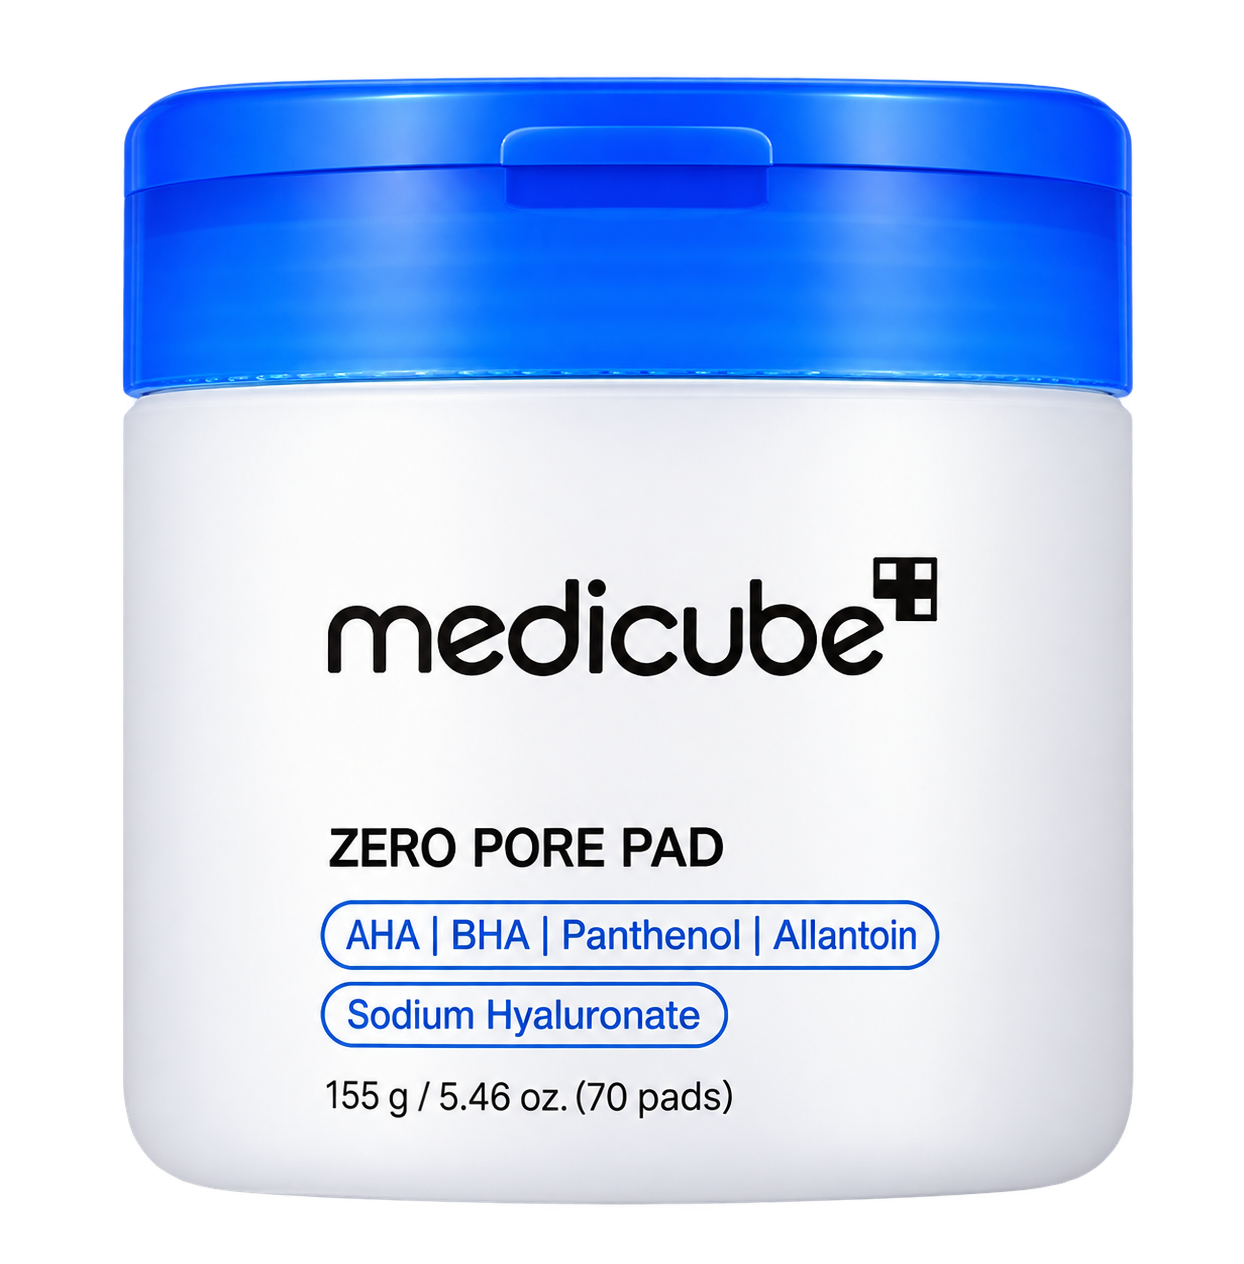 medicube
ZERO PORE PAD
AHA | BHA | Panthenol | Allantoin
Sodium Hyaluronate
155 g / 5.46 oz. (70 pads)